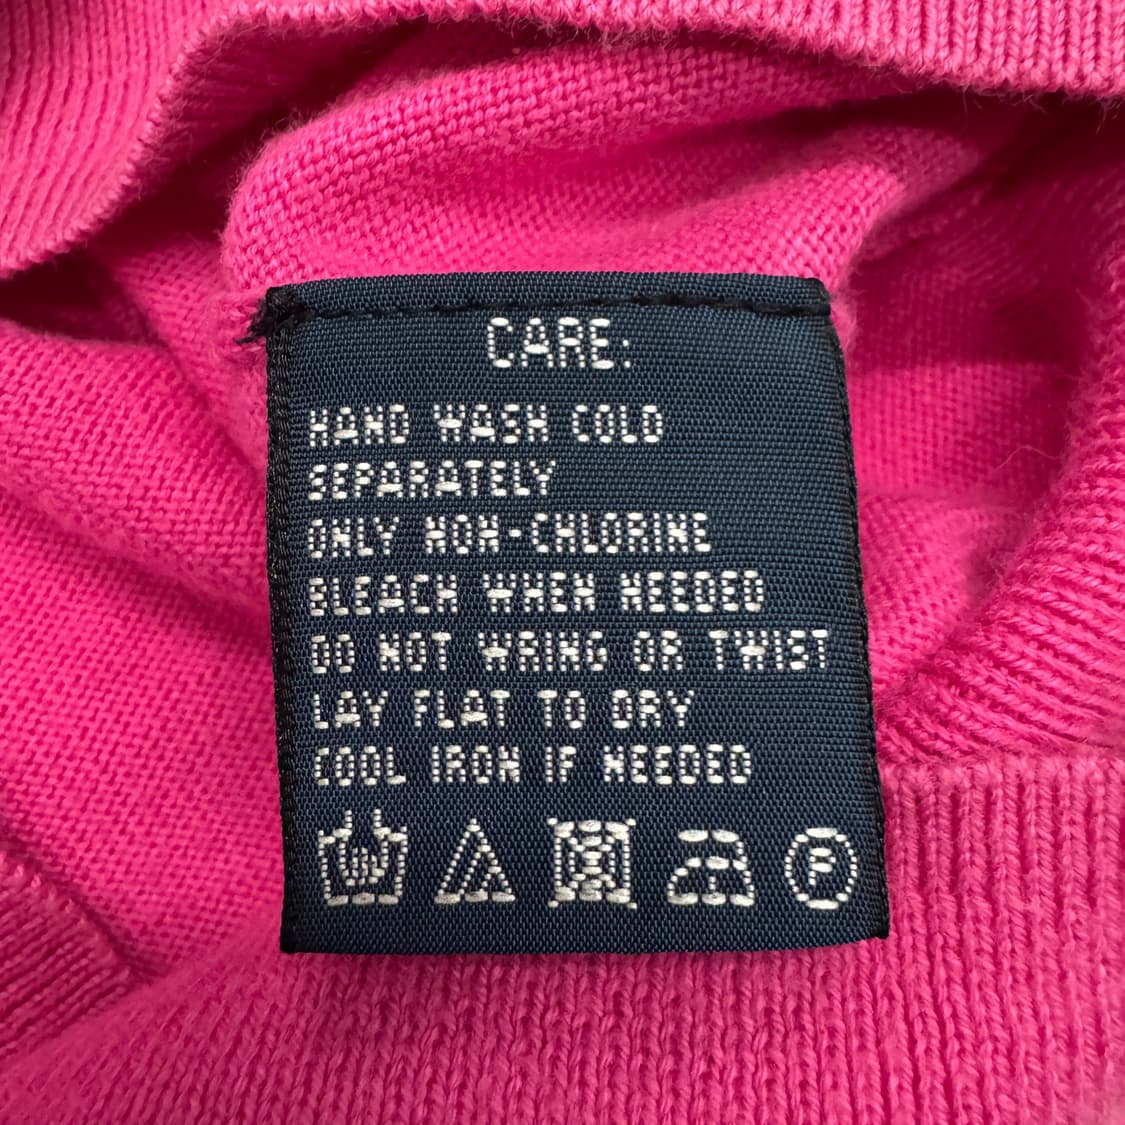 CARE:
HAND WASH COLD
SEPARATELY
ONLY NON-CHLORINE
BLEACH WHEN NEEDED
DO NOT WRING OR TWIST
LAY FLAT TO DRY
COOL IRON IF NEEDED
F